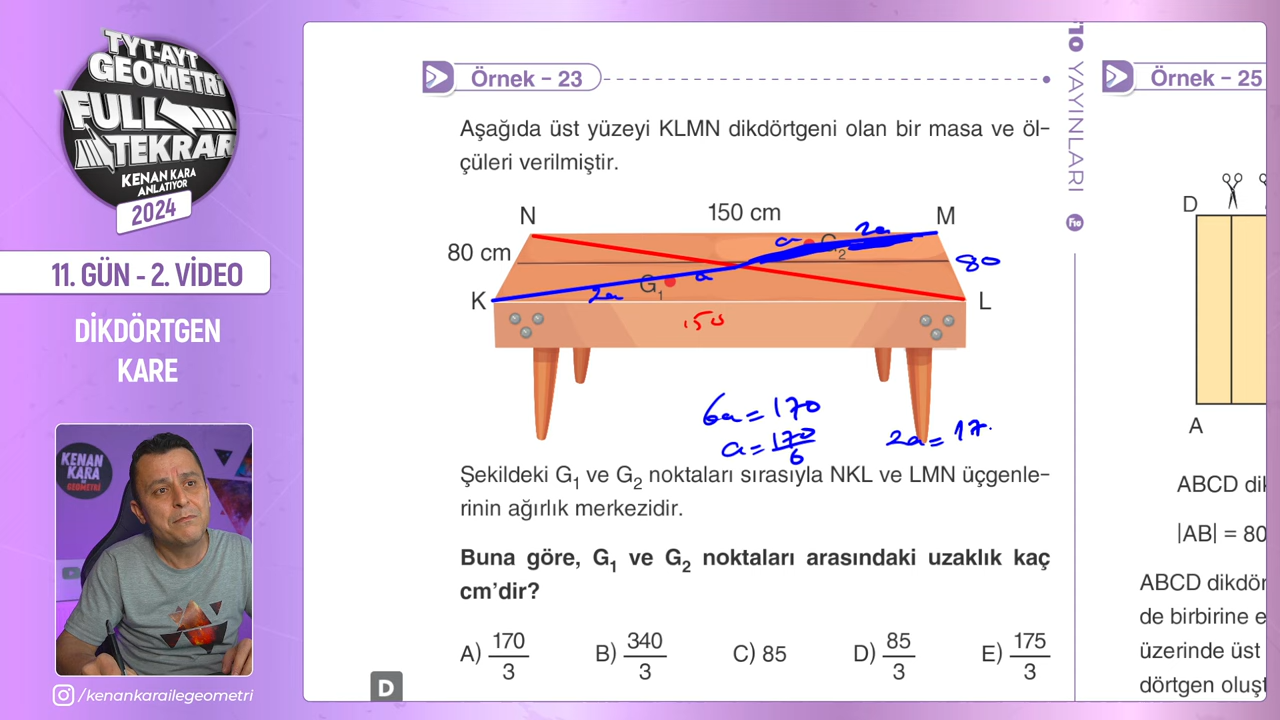 TYT-AYT
GEOMETRİ
FULL
TEKRAR
KENAN KARA
ANLATIYOR
2024
11. GÜN - 2. VİDEO
DİKDÖRTGEN
KARE
KENAN
KARA
GEOMETRİ
/kenankarailegeometri
Örnek – 23
Aşağıda üst yüzeyi KLMN dikdörtgeni olan bir masa ve öl-
çüleri verilmiştir.
N 150 cm M
80 cm
K L
G1
G2
a 2a
2a a
80
150
6a = 170
a = 170/6
2a = 17
Şekildeki G1 ve G2 noktaları sırasıyla NKL ve LMN üçgenle-
rinin ağırlık merkezidir.
Buna göre, G1 ve G2 noktaları arasındaki uzaklık kaç
cm'dir?
A) 170/3 B) 340/3 C) 85 D) 85/3 E) 175/3
D
YAYINLARI
F10
Örnek – 25
D
A
ABCD
|AB| = 80
ABCD
de birbirine
üzerinde üst